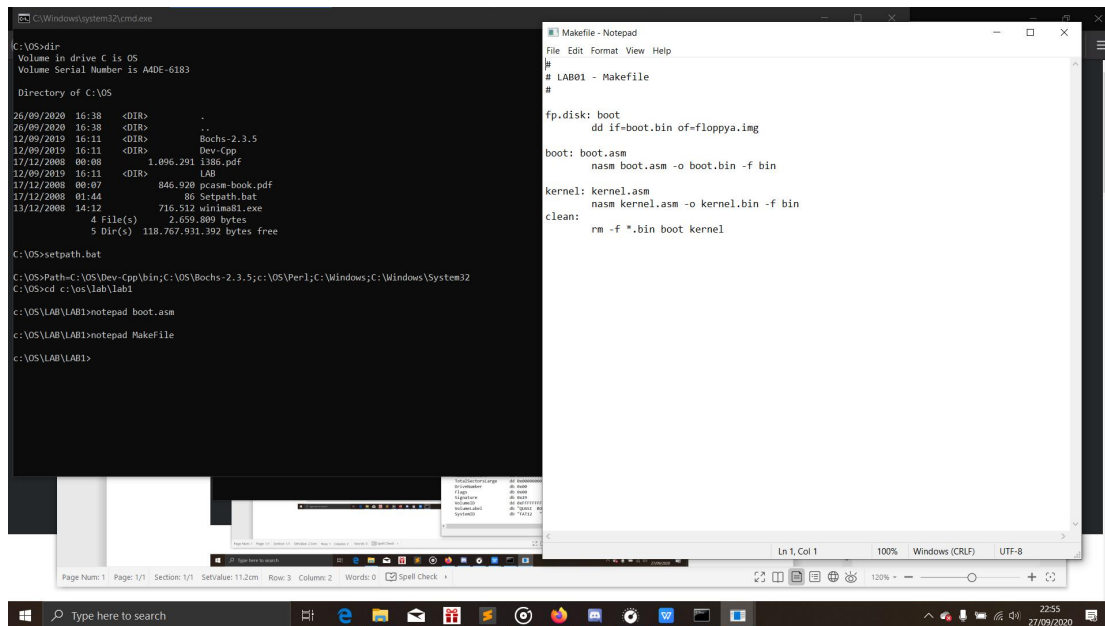 C:\Windows\system32\cmd.exe
C:\OS>dir
Volume in drive C is OS
Volume Serial Number is A4DE-6183
Directory of C:\OS
26/09/2020 16:38 <DIR> .
26/09/2020 16:38 <DIR> ..
12/09/2019 16:11 <DIR> Bochs-2.3.5
12/09/2019 16:11 <DIR> Dev-Cpp
17/12/2008 00:08 1.096.291 i386.pdf
12/09/2019 16:11 <DIR> LAB
17/12/2008 00:07 846.920 pcasm-book.pdf
17/12/2008 01:44 86 Setpath.bat
13/12/2008 14:12 716.512 winima81.exe
4 File(s) 2.659.809 bytes
5 Dir(s) 118.767.931.392 bytes free
C:\OS>setpath.bat
C:\OS>Path=C:\OS\Dev-Cpp\bin;C:\OS\Bochs-2.3.5;c:\OS\Perl;C:\Windows;C:\Windows\System32
C:\OS>cd c:\os\lab\lab1
c:\OS\LAB\LAB1>notepad boot.asm
c:\OS\LAB\LAB1>notepad MakeFile
c:\OS\LAB\LAB1>
Makefile - Notepad
File Edit Format View Help
#
# LAB01 - Makefile
#
fp.disk: boot
dd if=boot.bin of=floppya.img
boot: boot.asm
nasm boot.asm -o boot.bin -f bin
kernel: kernel.asm
nasm kernel.asm -o kernel.bin -f bin
clean:
rm -f *.bin boot kernel
Ln 1, Col 1 100% Windows (CRLF) UTF-8
TotalSectorsLarge
DriveNumber db 0x00
Flags db 0x00
Signature
VolumeID
VolumeLabel
SystemID
Page Num: 1 Page: 1/1 Section: 1/1 SetValue: 11.2cm Row: 3 Column: 2 Words: 0 Spell Check
120%
Type here to search
22:55
27/09/2020